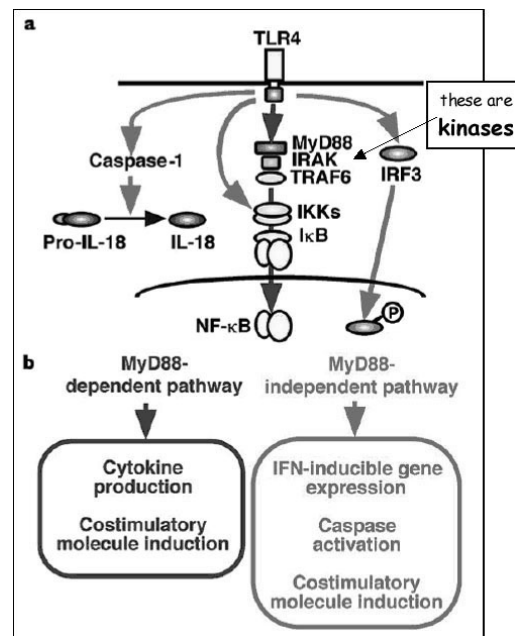 a
TLR4
these are
kinases
MyD88
IRAK
TRAF6
Caspase-1
IRF3
IKKs
Pro-IL-18
IL-18
IκB
NF-κB
P
b
MyD88-
dependent pathway
MyD88-
independent pathway
Cytokine
production
Costimulatory
molecule induction
IFN-inducible gene
expression
Caspase
activation
Costimulatory
molecule induction